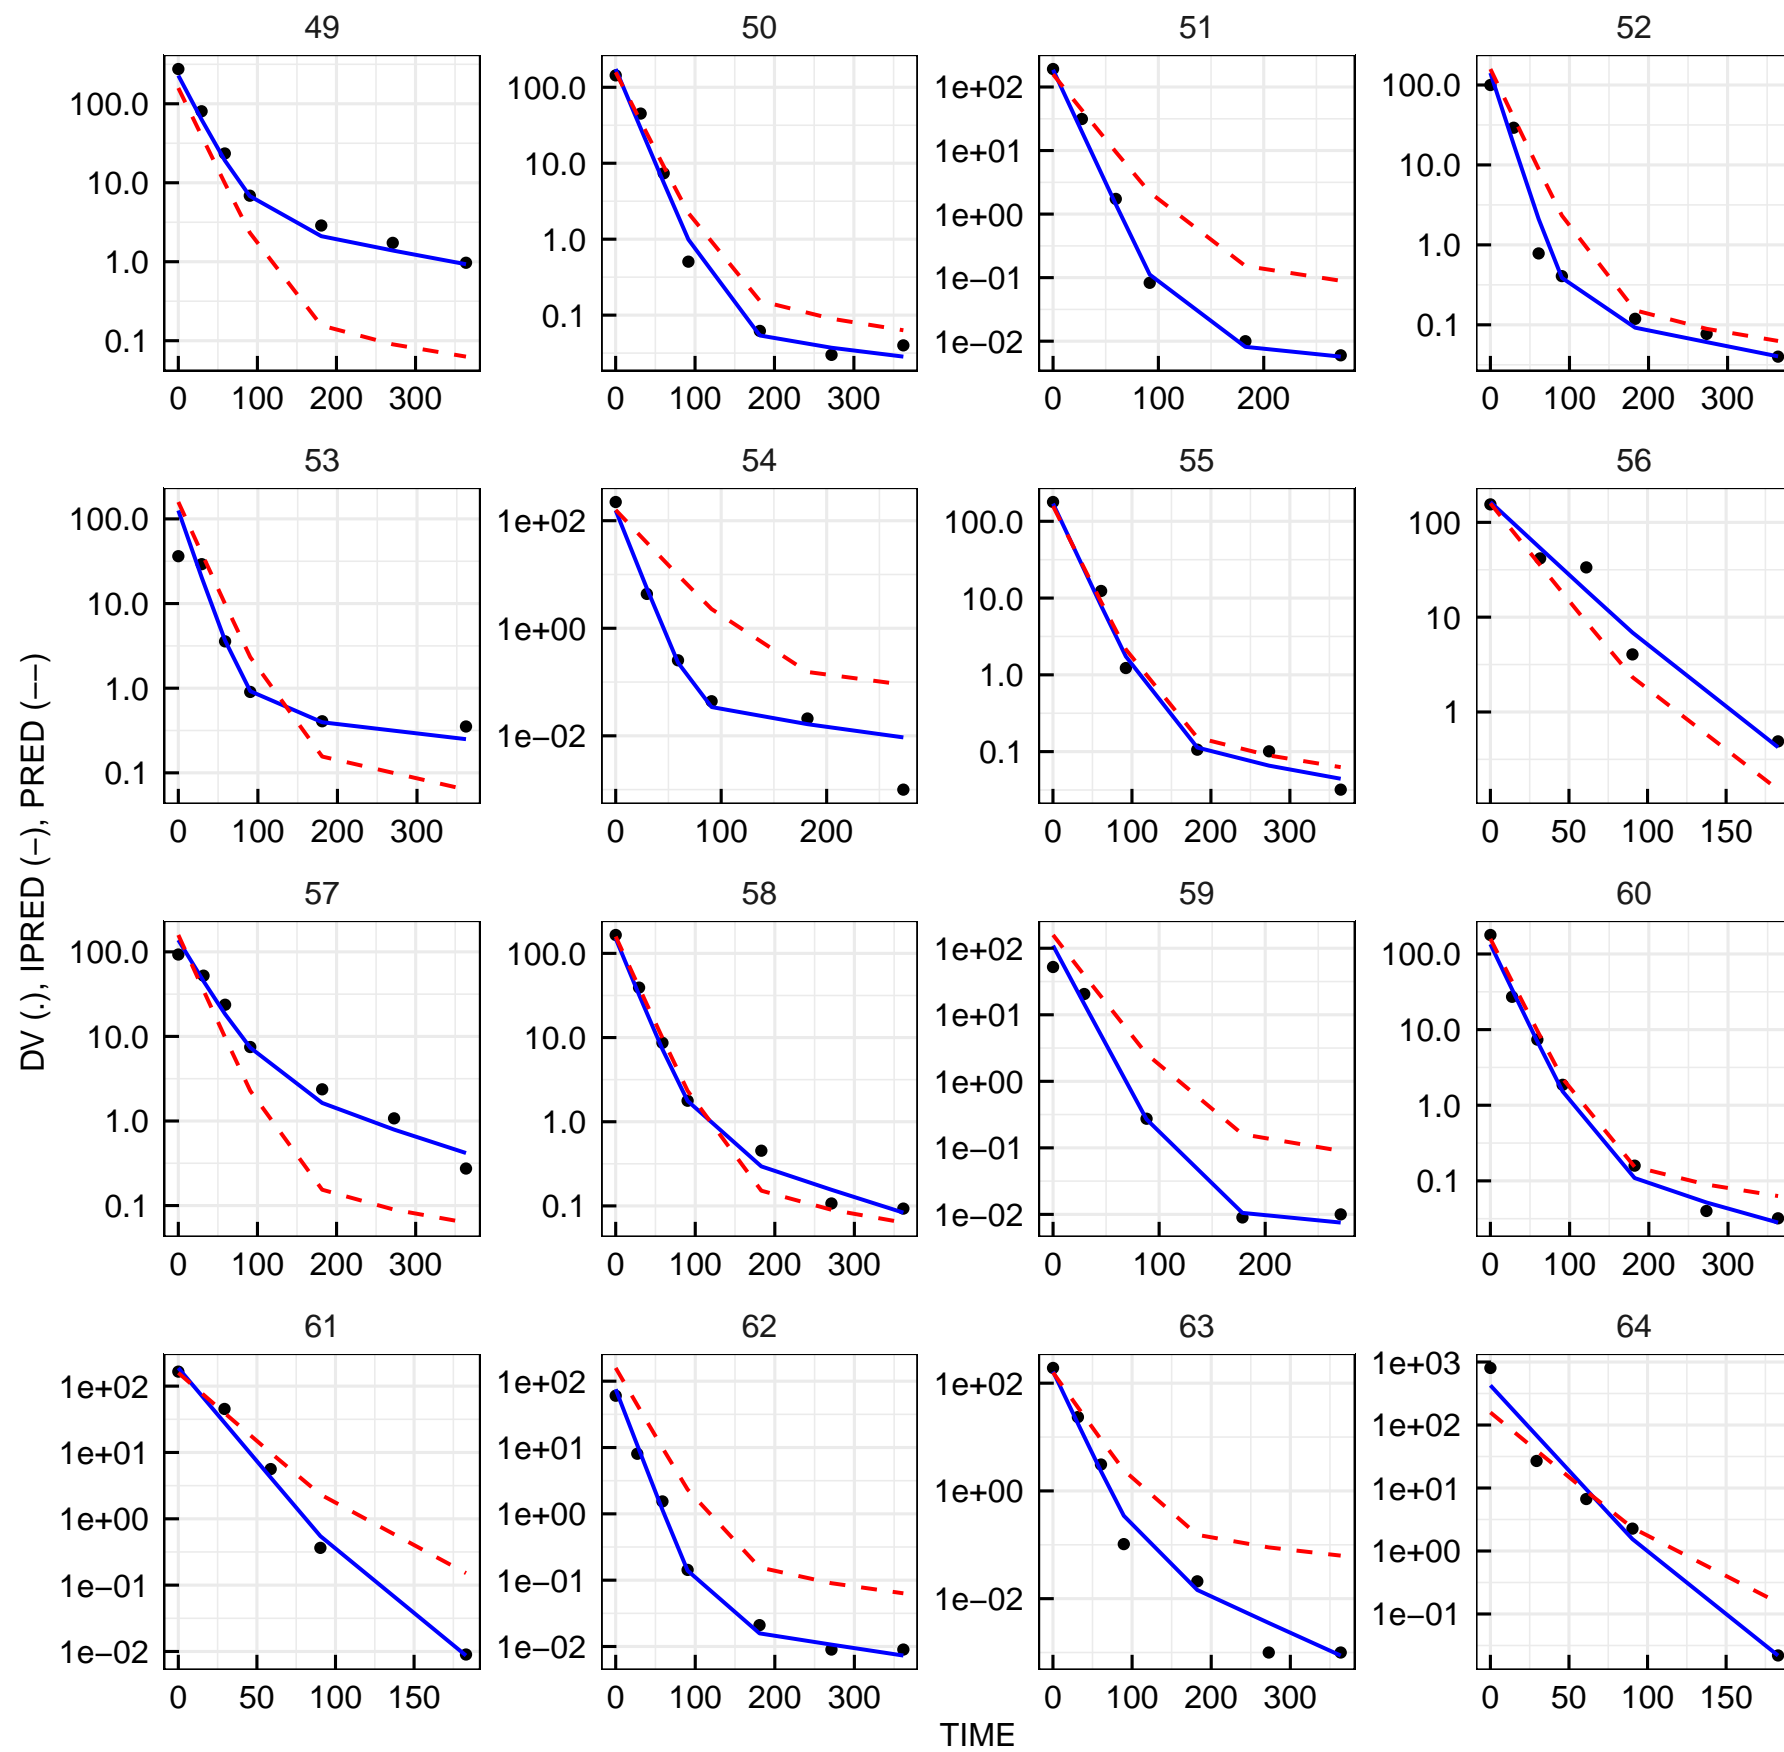 49 50 51 52
100.0 10.0 1.0 0.1
100.0 10.0 1.0 0.1
1e+02 1e+01 1e+00 1e−01 1e−02
100.0 10.0 1.0 0.1
0 100 200 300
0 100 200 300
0 100 200
0 100 200 300
53 54 55 56
100.0 10.0 1.0 0.1
1e+02 1e+00 1e−02
100.0 10.0 1.0 0.1
100 10 1
0 100 200 300
0 100 200
0 100 200 300
0 50 100 150
DV (.), IPRED (−), PRED (−−)
57 58 59 60
100.0 10.0 1.0 0.1
100.0 10.0 1.0 0.1
1e+02 1e+01 1e+00 1e−01 1e−02
100.0 10.0 1.0 0.1
0 100 200 300
0 100 200 300
0 100 200
0 100 200 300
61 62 63 64
1e+02 1e+01 1e+00 1e−01 1e−02
1e+02 1e+01 1e+00 1e−01 1e−02
1e+02 1e+00 1e−02
1e+03 1e+02 1e+01 1e+00 1e−01
0 50 100 150
0 100 200 300
0 100 200 300
0 50 100 150
TIME